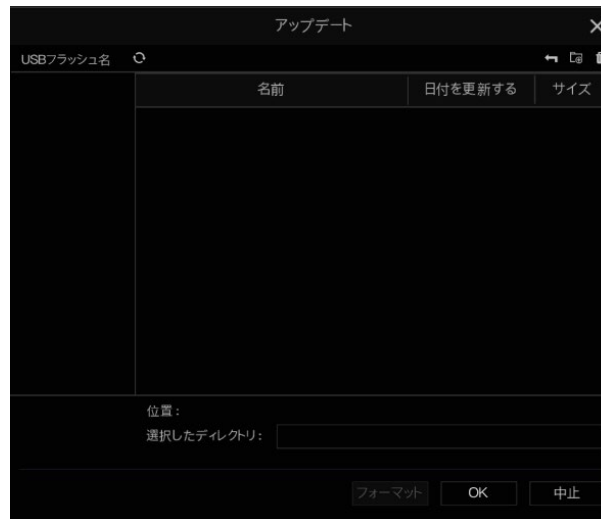 アップデート
USBフラッシュ名
名前 日付を更新する サイズ
位置：
選択したディレクトリ：
フォーマット OK 中止